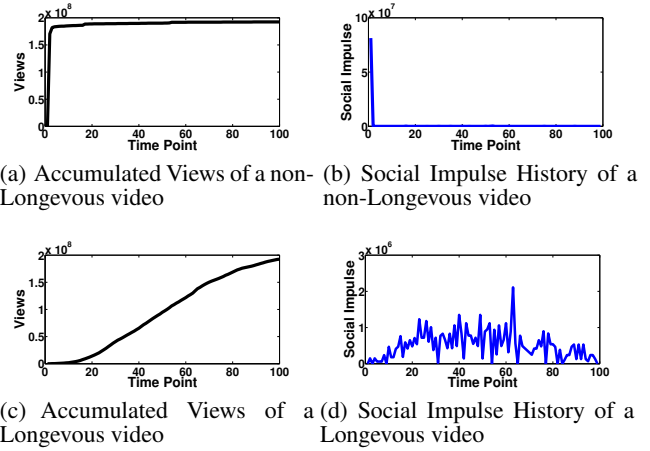 x 10^8
2
1.5
1
0.5
0
Views
0 20 40 60 80 100
Time Point
x 10^7
10
5
0
Social Impulse
0 20 40 60 80 100
Time Point
(a) Accumulated Views of a non-
Longevous video
(b) Social Impulse History of a
non-Longevous video
x 10^8
2
1.5
1
0.5
0
Views
0 20 40 60 80 100
Time Point
x 10^6
3
2
1
0
Social Impulse
0 20 40 60 80 100
Time Point
(c) Accumulated Views of a
Longevous video
(d) Social Impulse History of a
Longevous video